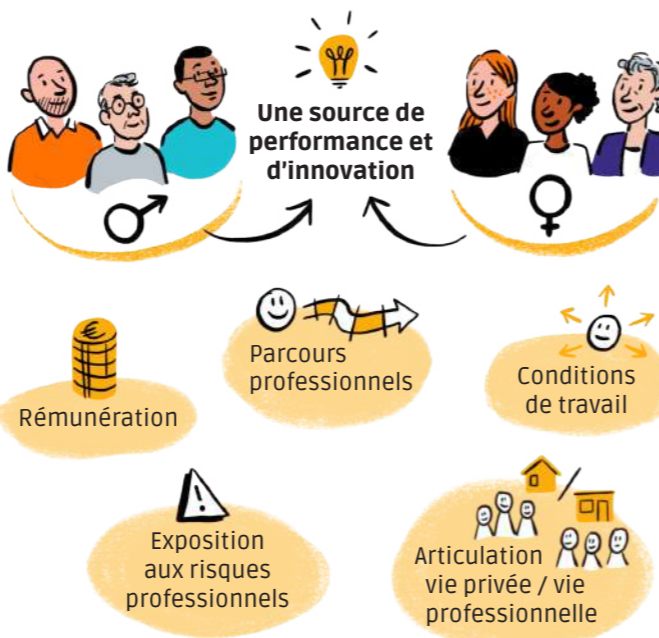 Une source de
performance et
d'innovation
Parcours
professionnels
Rémunération
Conditions
de travail
Exposition
aux risques
professionnels
Articulation
vie privée / vie
professionnelle